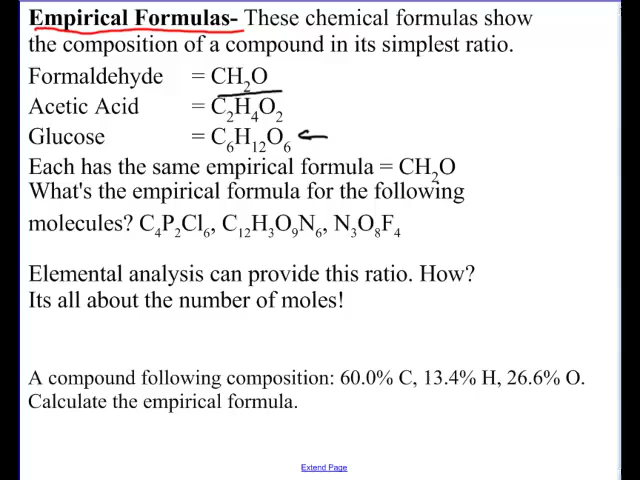 Empirical Formulas- These chemical formulas show
the composition of a compound in its simplest ratio.
Formaldehyde = CH₂O
Acetic Acid = C₂H₄O₂
Glucose = C₆H₁₂O₆
Each has the same empirical formula = CH₂O
What's the empirical formula for the following
molecules? C₄P₂Cl₆, C₁₂H₃O₉N₆, N₃O₈F₄
Elemental analysis can provide this ratio. How?
Its all about the number of moles!
A compound following composition: 60.0% C, 13.4% H, 26.6% O.
Calculate the empirical formula.
Extend Page